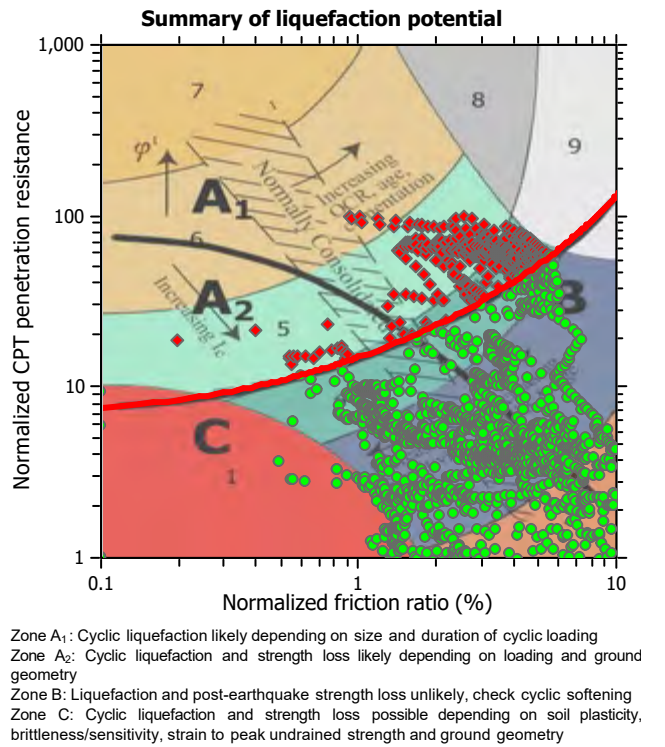 Summary of liquefaction potential
1,000
100
10
1
Normalized CPT penetration resistance
7
8
9
φ'
A1
Increasing
OCR, age,
cementation
Normally Consolidated
6
A2
Increasing Ic
5
B
C
1
0.1
1
10
Normalized friction ratio (%)
Zone A1: Cyclic liquefaction likely depending on size and duration of cyclic loading
Zone A2: Cyclic liquefaction and strength loss likely depending on loading and ground
geometry
Zone B: Liquefaction and post-earthquake strength loss unlikely, check cyclic softening
Zone C: Cyclic liquefaction and strength loss possible depending on soil plasticity,
brittleness/sensitivity, strain to peak undrained strength and ground geometry